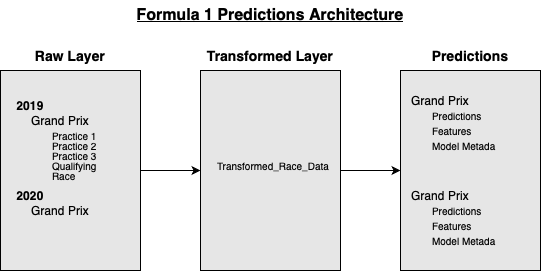 Formula 1 Predictions Architecture
Raw Layer
2019
Grand Prix
Practice 1
Practice 2
Practice 3
Qualifying
Race
2020
Grand Prix
Transformed Layer
Transformed_Race_Data
Predictions
Grand Prix
Predictions
Features
Model Metada
Grand Prix
Predictions
Features
Model Metada